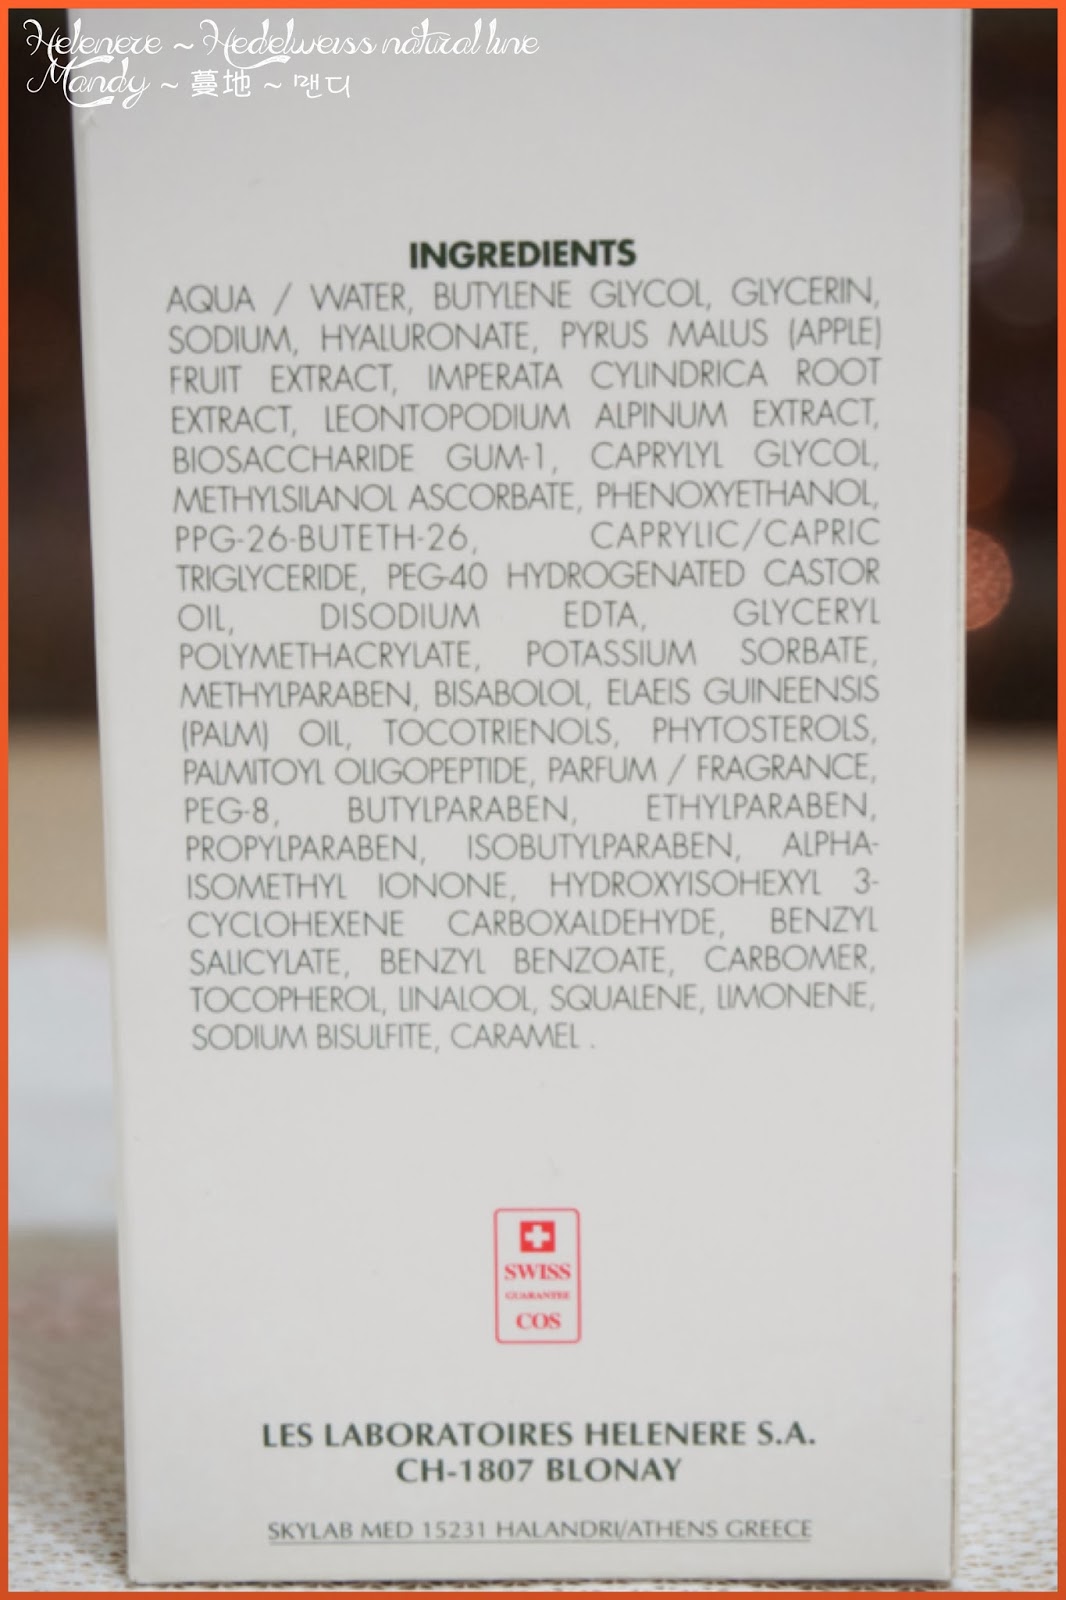 Helenere ~ Hedelweiss natural line
Mandy ~ 蔓地 ~ 맨디
INGREDIENTS
AQUA / WATER, BUTYLENE GLYCOL, GLYCERIN,
SODIUM, HYALURONATE, PYRUS MALUS (APPLE)
FRUIT EXTRACT, IMPERATA CYLINDRICA ROOT
EXTRACT, LEONTOPODIUM ALPINUM EXTRACT,
BIOSACCHARIDE GUM-1, CAPRYLYL GLYCOL,
METHYLSILANOL ASCORBATE, PHENOXYETHANOL,
PPG-26-BUTETH-26, CAPRYLIC/CAPRIC
TRIGLYCERIDE, PEG-40 HYDROGENATED CASTOR
OIL, DISODIUM EDTA, GLYCERYL
POLYMETHACRYLATE, POTASSIUM SORBATE,
METHYLPARABEN, BISABOLOL, ELAEIS GUINEENSIS
(PALM) OIL, TOCOTRIENOLS, PHYTOSTEROLS,
PALMITOYL OLIGOPEPTIDE, PARFUM / FRAGRANCE,
PEG-8, BUTYLPARABEN, ETHYLPARABEN,
PROPYLPARABEN, ISOBUTYLPARABEN, ALPHA-
ISOMETHYL IONONE, HYDROXYISOHEXYL 3-
CYCLOHEXENE CARBOXALDEHYDE, BENZYL
SALICYLATE, BENZYL BENZOATE, CARBOMER,
TOCOPHEROL, LINALOOL, SQUALENE, LIMONENE,
SODIUM BISULFITE, CARAMEL .
SWISS
GUARANTEE
COS
LES LABORATOIRES HELENERE S.A.
CH-1807 BLONAY
SKYLAB MED 15231 HALANDRI/ATHENS GREECE